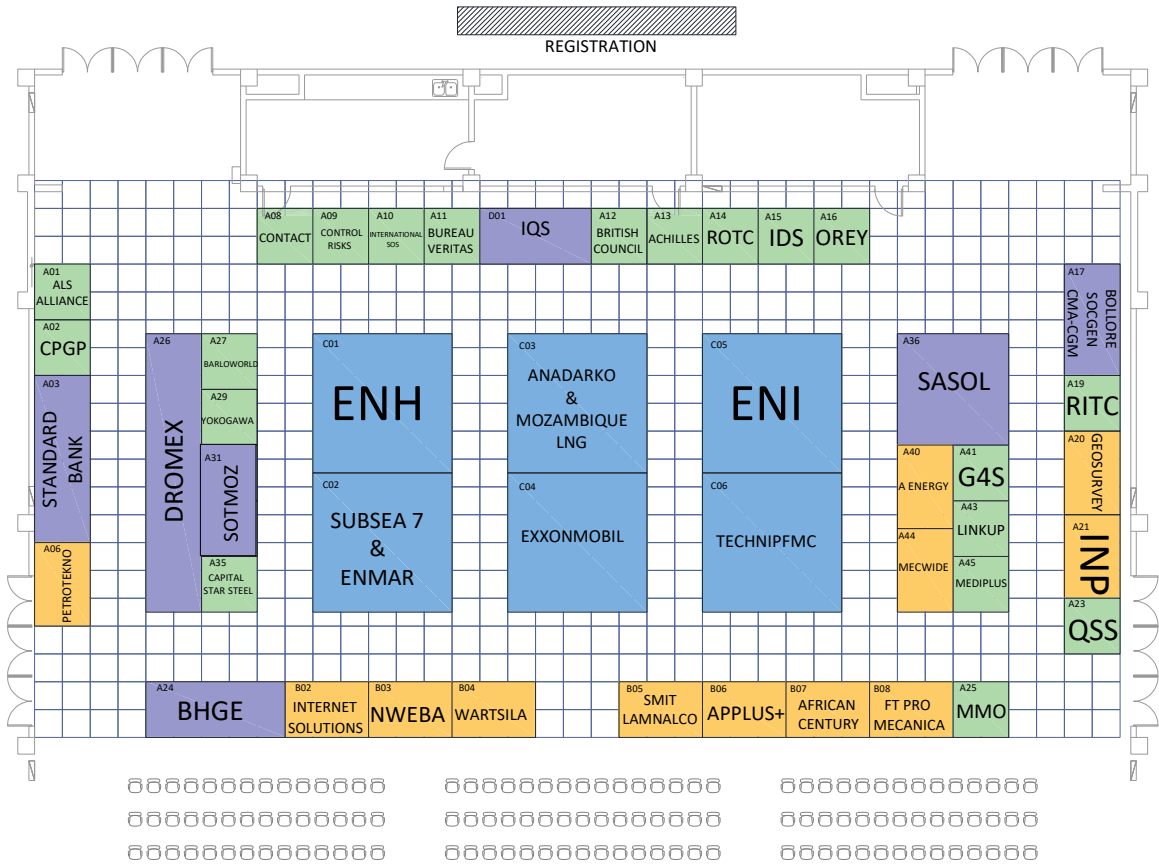 REGISTRATION
A08
CONTACT
A09
CONTROL
RISKS
A10
INTERNATIONAL
SOS
A11
BUREAU
VERITAS
D01
IQS
A12
BRITISH
COUNCIL
A13
ACHILLES
A14
ROTC
A15
IDS
A16
OREY
A01
ALS
ALLIANCE
A02
CPGP
A03
STANDARD
BANK
A06
PETROTEKNO
A26
DROMEX
A27
BARLOWORLD
A29
YOKOGAWA
A31
SOTMOZ
A35
CAPITAL
STAR STEEL
C01
ENH
C02
SUBSEA 7
&
ENMAR
C03
ANADARKO
&
MOZAMBIQUE
LNG
C04
EXXONMOBIL
C05
ENI
C06
TECHNIPFMC
A36
SASOL
A40
A ENERGY
A41
G4S
A43
LINKUP
A44
MECWIDE
A45
MEDIPLUS
A17
BOLLORE
SOCGEN
CMA-CGM
A19
RITC
A20
GEOSURVEY
A21
INP
A23
QSS
A24
BHGE
B02
INTERNET
SOLUTIONS
B03
NWEBA
B04
WARTSILA
B05
SMIT
LAMNALCO
B06
APPLUS+
B07
AFRICAN
CENTURY
B08
FT PRO
MECANICA
A25
MMO